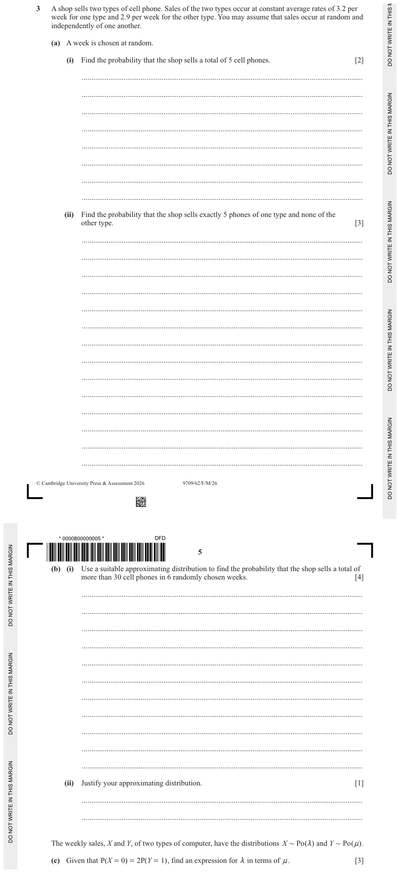 3 A shop sells two types of cell phone. Sales of the two types occur at constant average rates of 3.2 per
week for one type and 2.9 per week for the other type. You may assume that sales occur at random and
independently of one another.
(a) A week is chosen at random.
(i) Find the probability that the shop sells a total of 5 cell phones. [2]
(ii) Find the probability that the shop sells exactly 5 phones of one type and none of the
other type. [3]
© Cambridge University Press & Assessment 2026 9709/62/F/M/26
DO NOT WRITE IN THIS MARGIN
DO NOT WRITE IN THIS MARGIN
DO NOT WRITE IN THIS MARGIN
DO NOT WRITE IN THIS MARGIN
DO NOT WRITE IN THIS MARGIN
* 0000800000005 * DFD
5
(b) (i) Use a suitable approximating distribution to find the probability that the shop sells a total of
more than 30 cell phones in 6 randomly chosen weeks. [4]
(ii) Justify your approximating distribution. [1]
The weekly sales, X and Y, of two types of computer, have the distributions X ~ Po(λ) and Y ~ Po(μ).
(c) Given that P(X = 0) = 2P(Y = 1), find an expression for λ in terms of μ. [3]
DO NOT WRITE IN THIS MARGIN
DO NOT WRITE IN THIS MARGIN
DO NOT WRITE IN THIS MARGIN